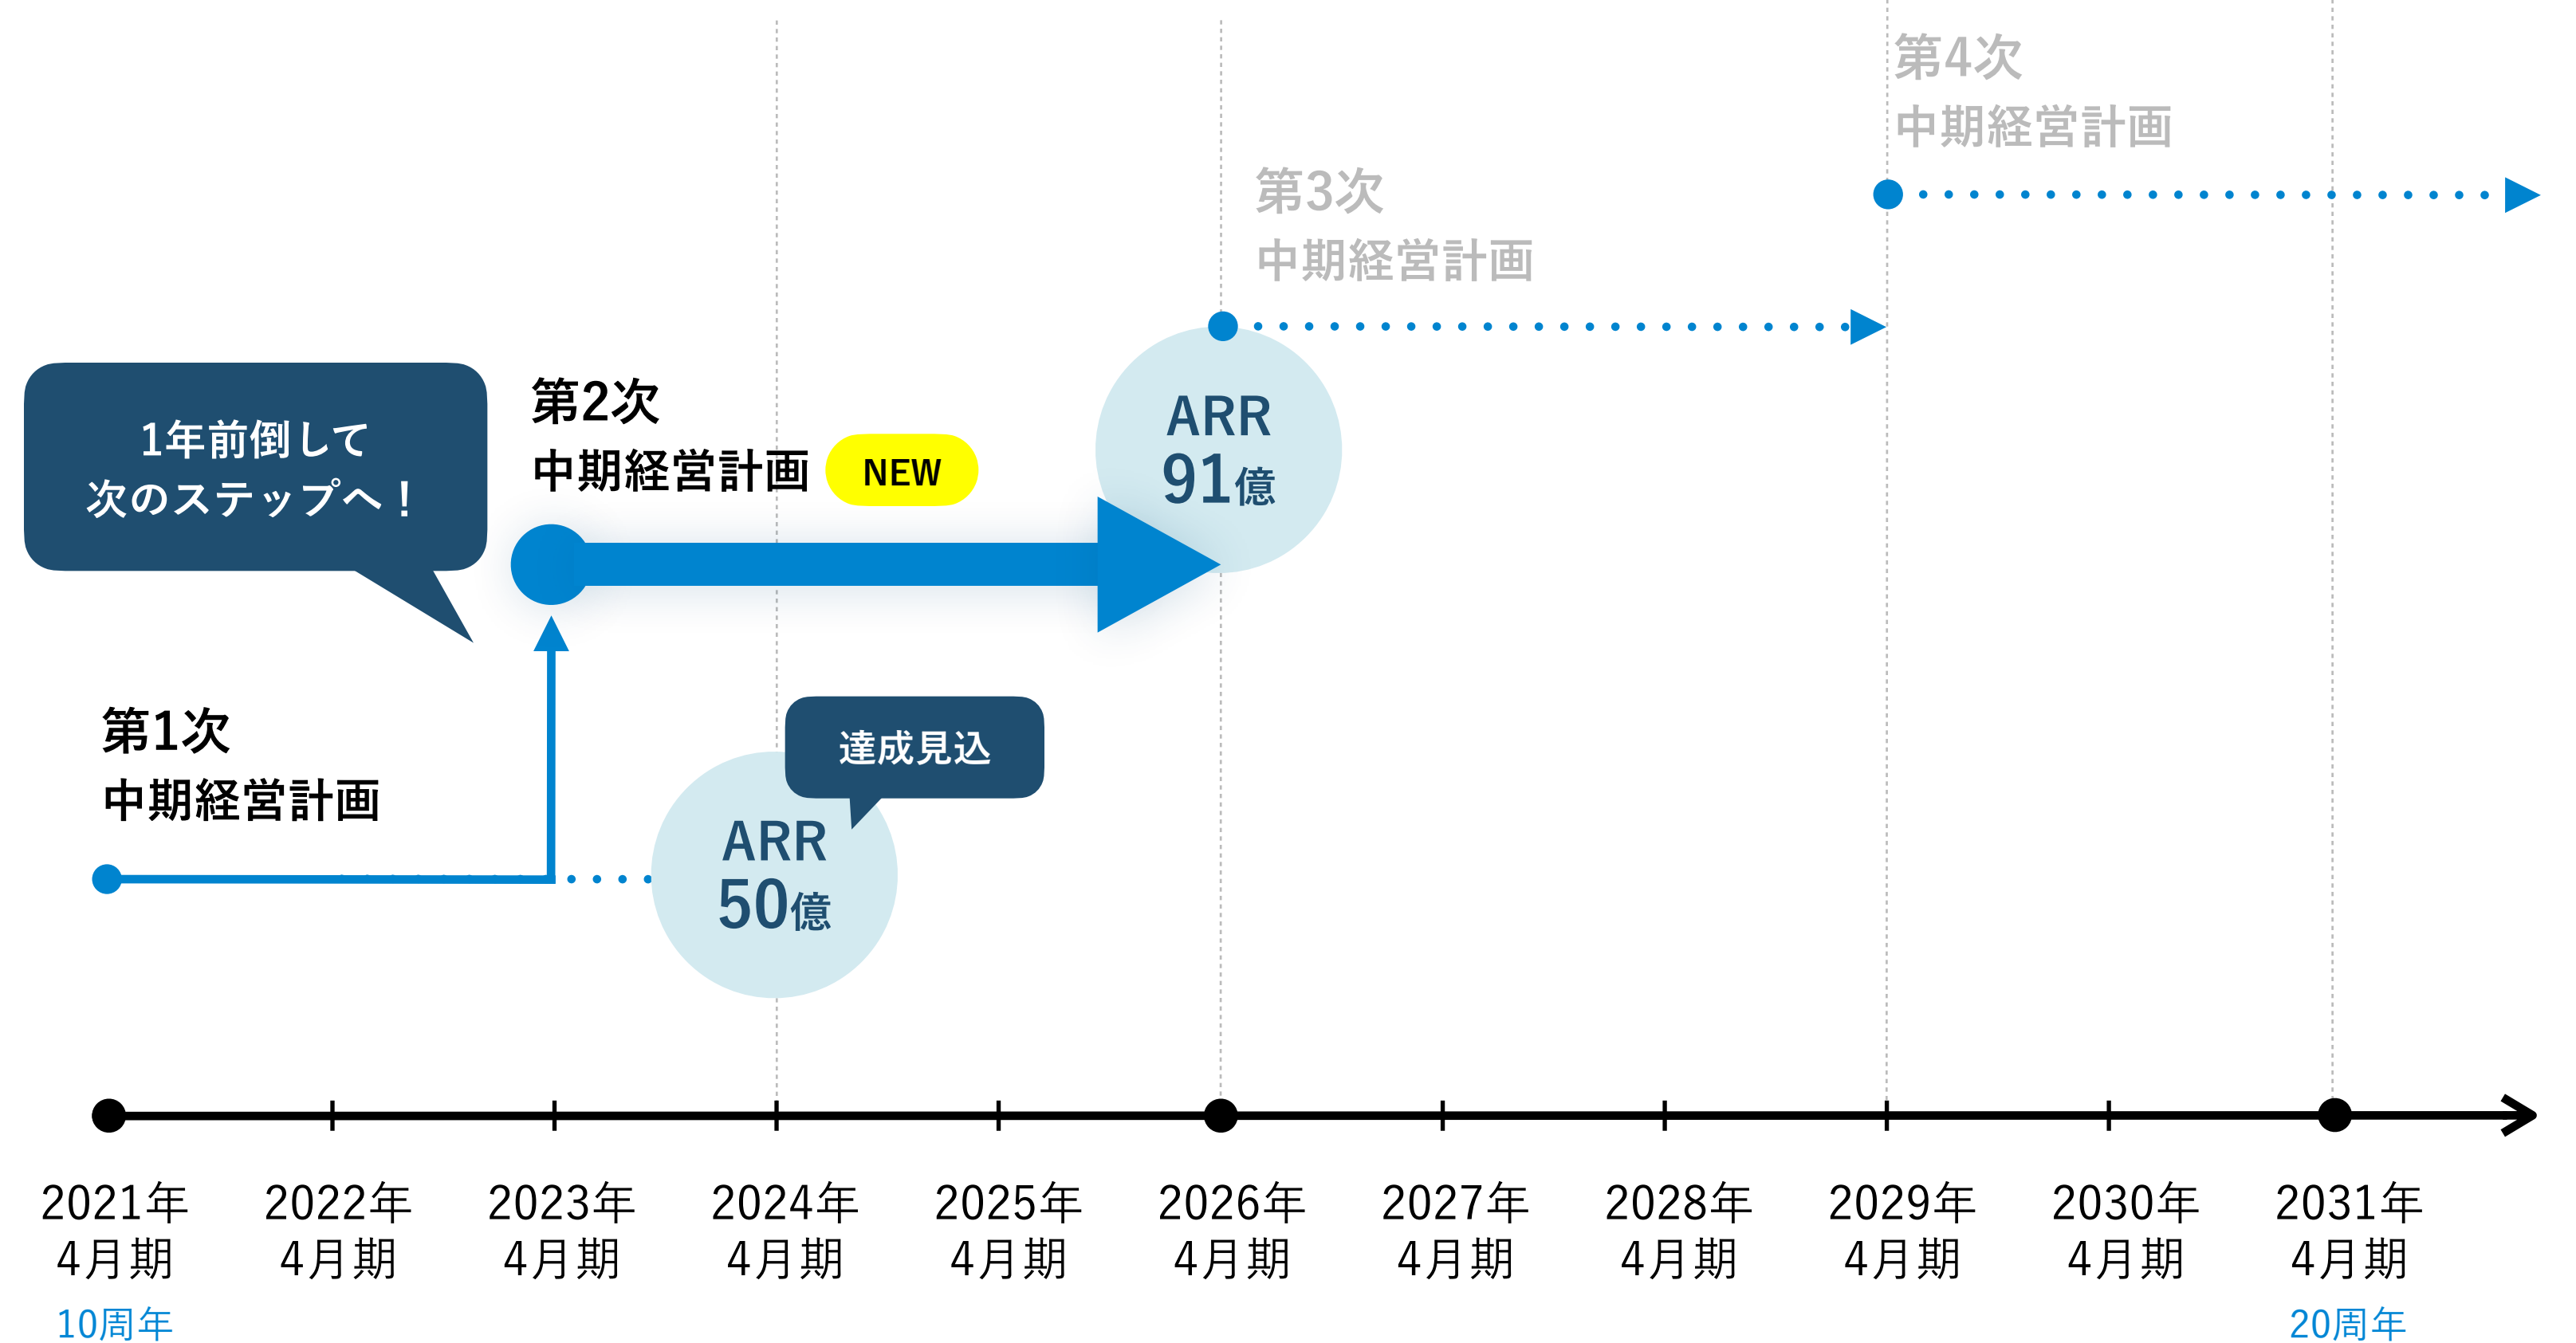 第4次
中期経営計画
第3次
中期経営計画
1年前倒して
次のステップへ！
第2次
中期経営計画
NEW
ARR
91億
第1次
中期経営計画
達成見込
ARR
50億
2021年
4月期
10周年
2022年
4月期
2023年
4月期
2024年
4月期
2025年
4月期
2026年
4月期
2027年
4月期
2028年
4月期
2029年
4月期
2030年
4月期
2031年
4月期
20周年